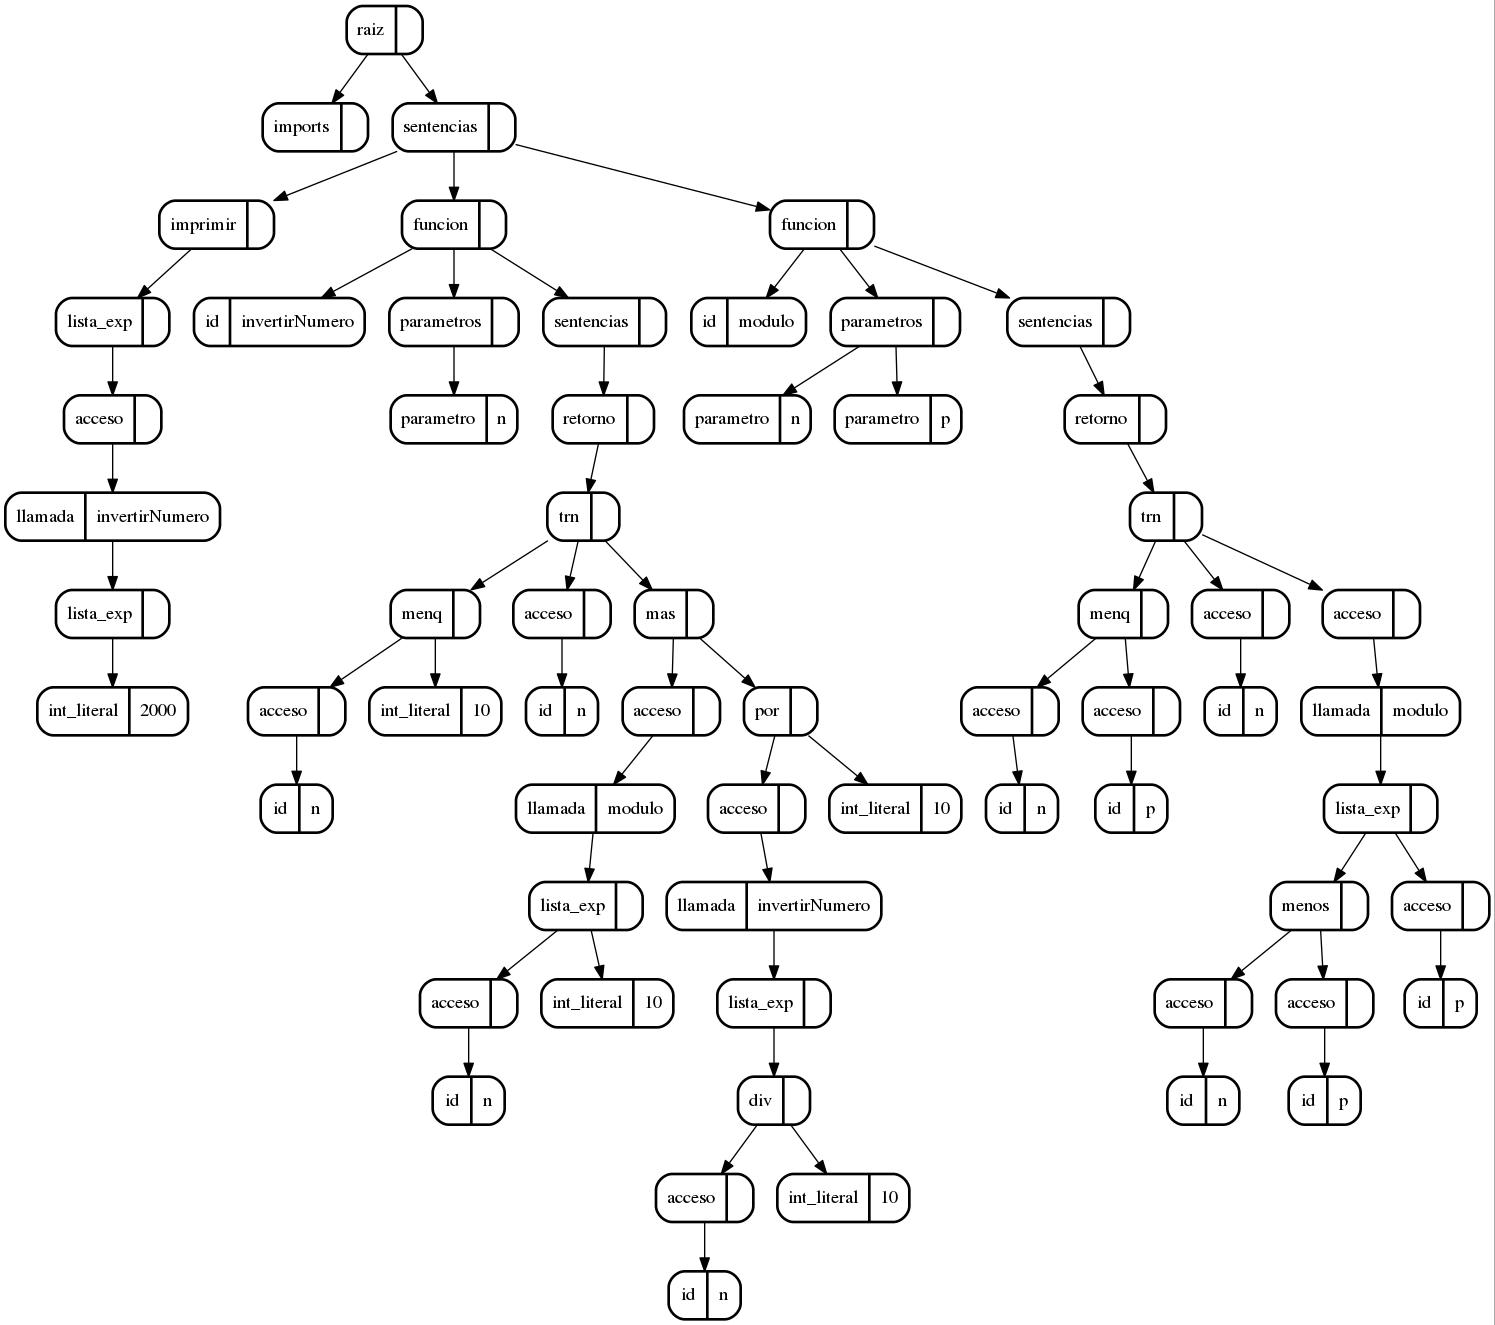 raiz
imports sentencias
imprimir funcion funcion
lista_exp id invertirNumero parametros sentencias id modulo parametros sentencias
acceso parametro n retorno parametro n parametro p retorno
llamada invertirNumero trn trn
lista_exp menq acceso mas menq acceso acceso
int_literal 2000 acceso int_literal 10 id n acceso por acceso acceso id n llamada modulo
id n llamada modulo acceso int_literal 10 id n id p lista_exp
lista_exp llamada invertirNumero menos acceso
acceso int_literal 10 lista_exp acceso acceso id p
id n div id n id p
acceso int_literal 10
id n